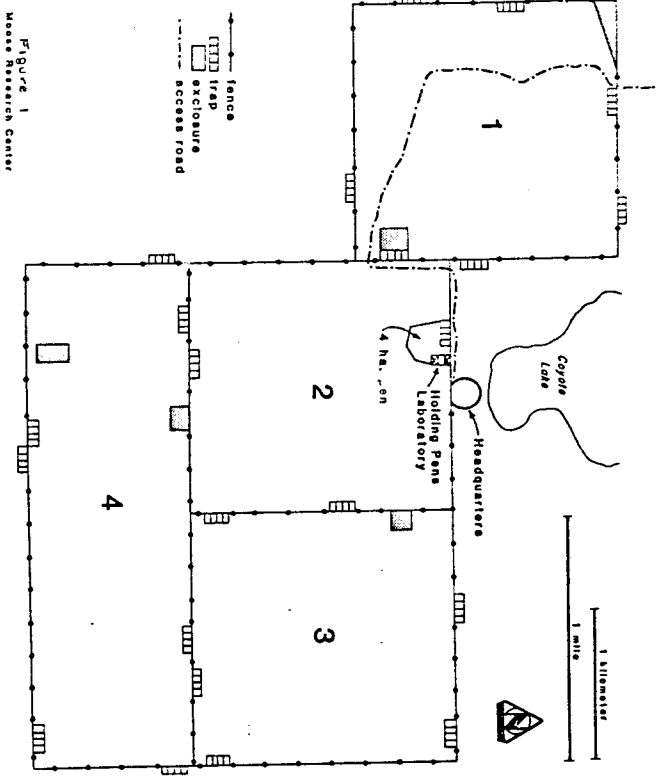 Coyote
Lake
Headquarters
Holding Pens
Laboratory
4 ha.
1 kilometer
1 mile
N
1
2
3
4
fence
trap
exclosure
access road
Figure 1
Moose Research Center